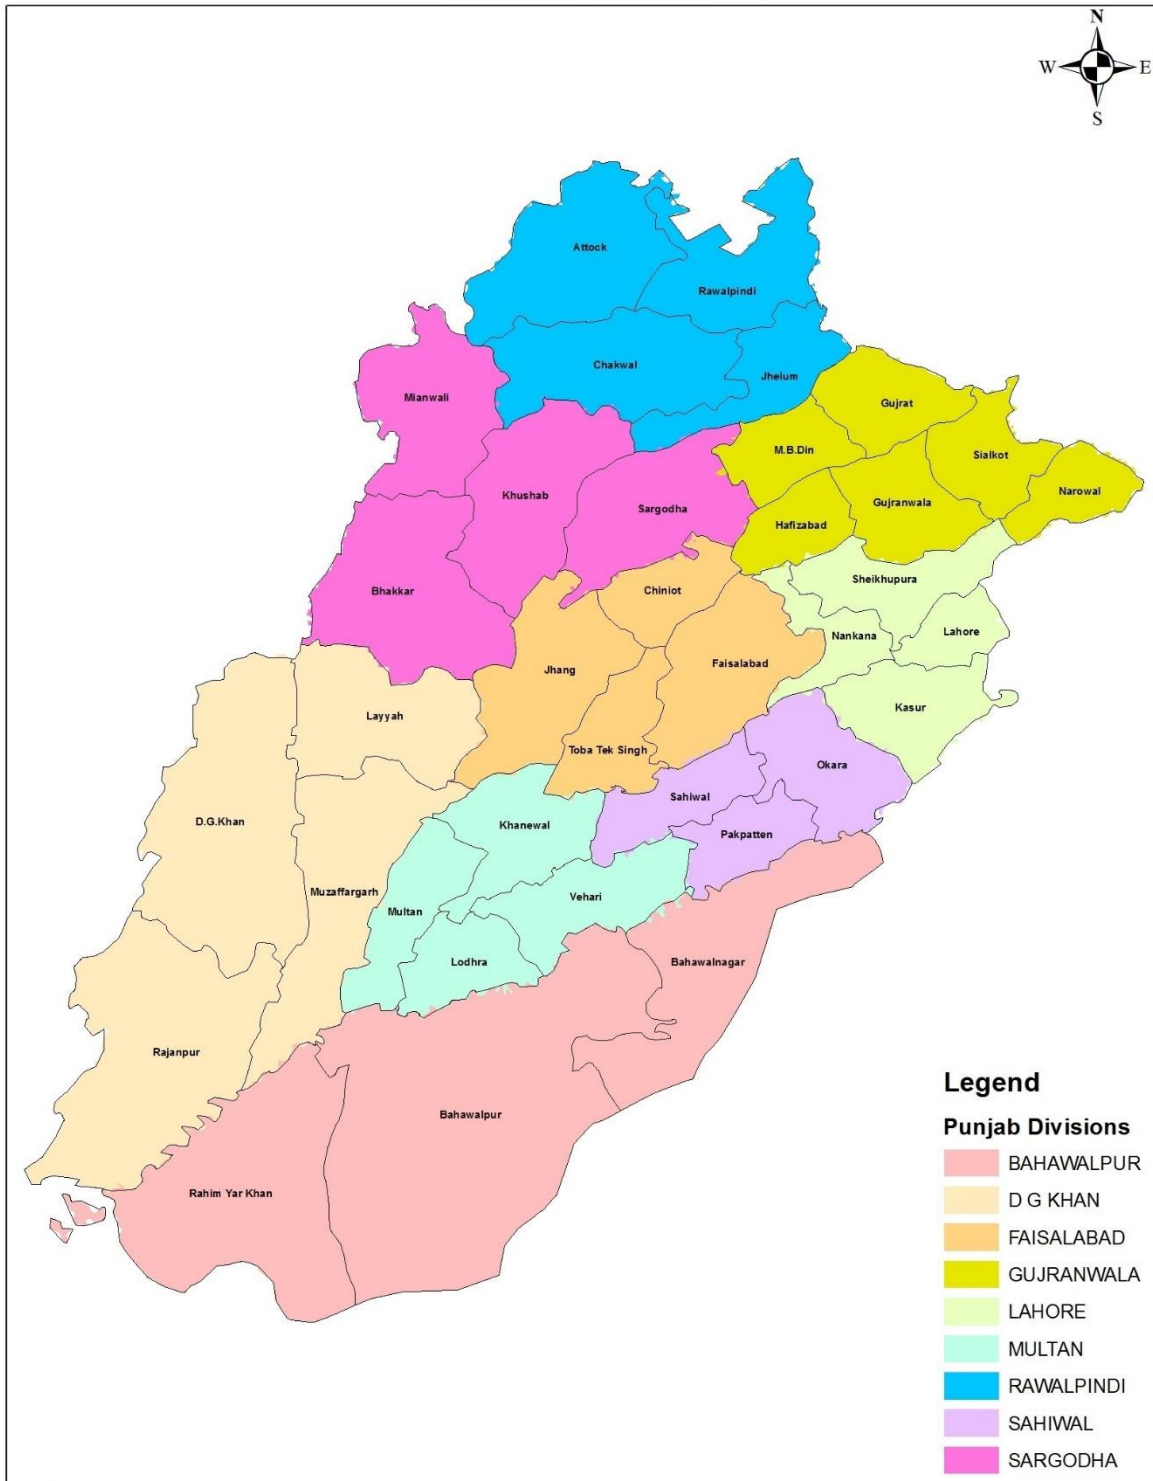 N
W E
S
Attock
Rawalpindi
Chakwal
Jhelum
Mianwali
Gujrat
M.B.Din
Sialkot
Khushab
Gujranwala
Narowal
Sargodha
Hafizabad
Sheikhupura
Bhakkar
Chiniot
Nankana
Lahore
Jhang
Faisalabad
Kasur
Layyah
Toba Tek Singh
Okara
Sahiwal
D.G.Khan
Khanewal
Pakpatten
Muzaffargarh
Vehari
Multan
Lodhra
Bahawalnagar
Rajanpur
Bahawalpur
Rahim Yar Khan
Legend
Punjab Divisions
BAHAWALPUR
D G KHAN
FAISALABAD
GUJRANWALA
LAHORE
MULTAN
RAWALPINDI
SAHIWAL
SARGODHA